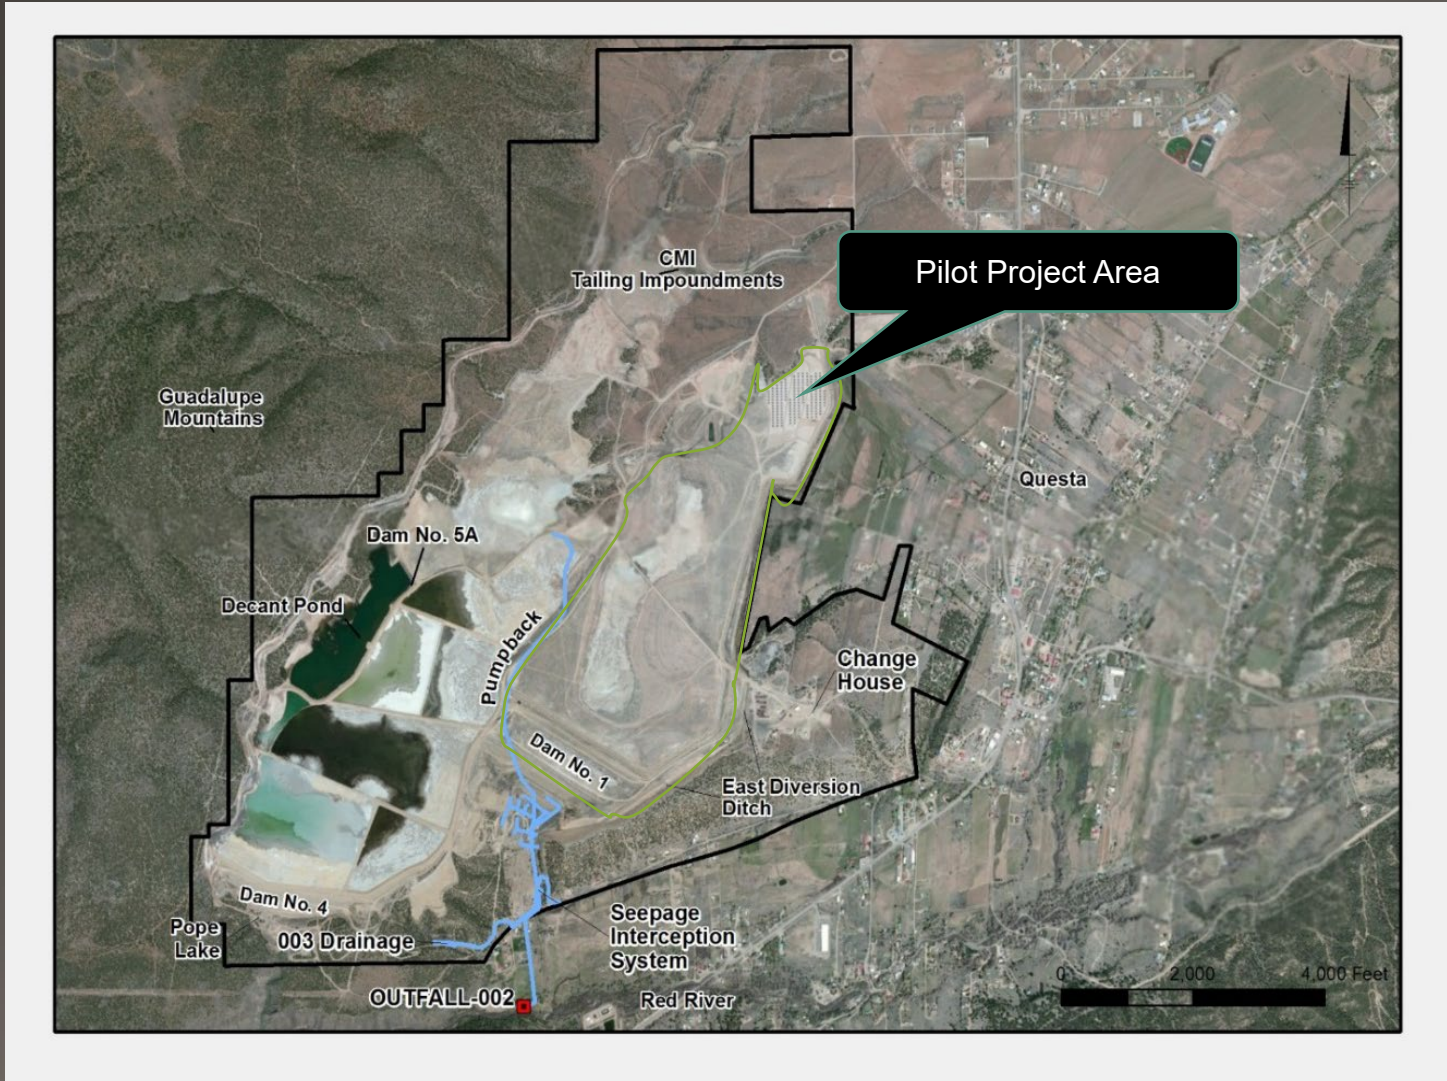 CMI
Tailing Impoundments
Pilot Project Area
Guadalupe
Mountains
Questa
Dam No. 5A
Decant Pond
Pumpback
Change
House
Dam No. 1
East Diversion
Ditch
Dam No. 4
Pope
Lake
003 Drainage
Seepage
Interception
System
OUTFALL-002
Red River
0 2,000 4,000 Feet